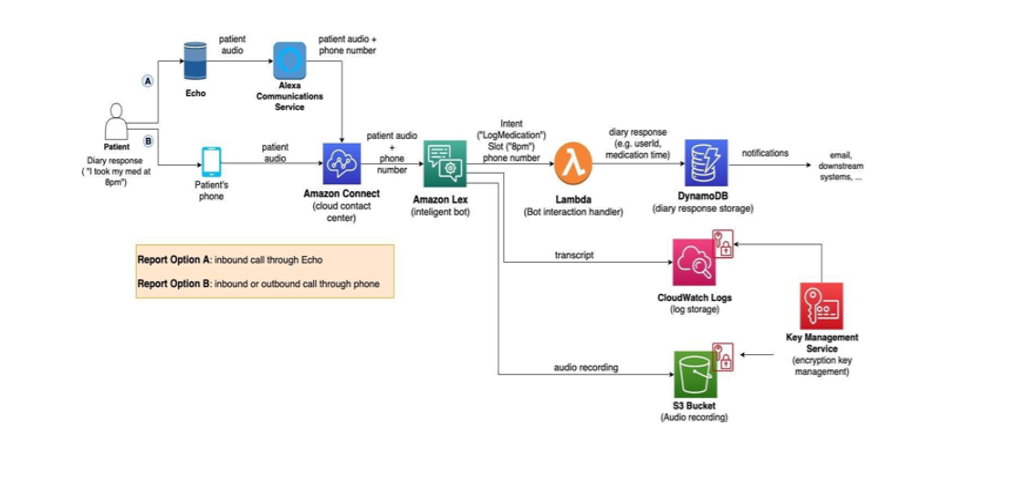 patient
audio
patient audio +
phone number
A
Echo
Alexa
Communications
Service
B
Patient
Diary response
( "I took my med at
8pm")
patient
audio
Patient's
phone
patient audio
+
phone
number
Amazon Connect
(cloud contact
center)
Amazon Lex
(inteligent bot)
Intent
("LogMedication")
Slot ("8pm")
phone number
Lambda
(Bot interaction handler)
diary response
(e.g. userId,
medication time)
DynamoDB
(diary response storage)
notifications
email,
downstream
systems, ...
Report Option A: inbound call through Echo
Report Option B: inbound or outbound call through phone
transcript
CloudWatch Logs
(log storage)
Key Management
Service
(encryption key
management)
audio recording
S3 Bucket
(Audio recording)